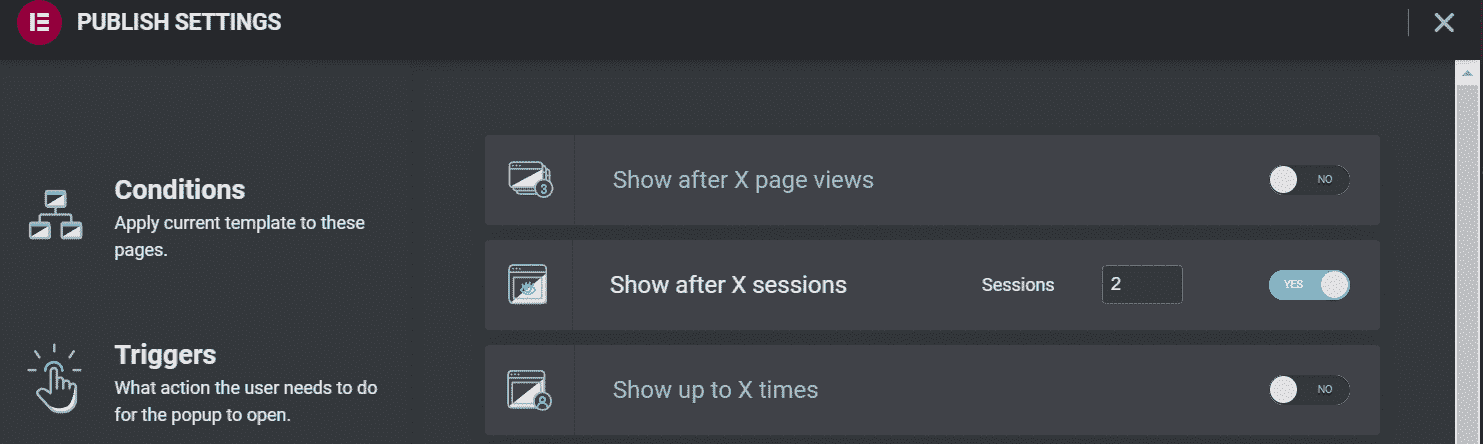 PUBLISH SETTINGS
Conditions
Apply current template to these
pages.
Triggers
What action the user needs to do
for the popup to open.
3
Show after X page views
NO
Show after X sessions
Sessions
2
YES
Show up to X times
NO